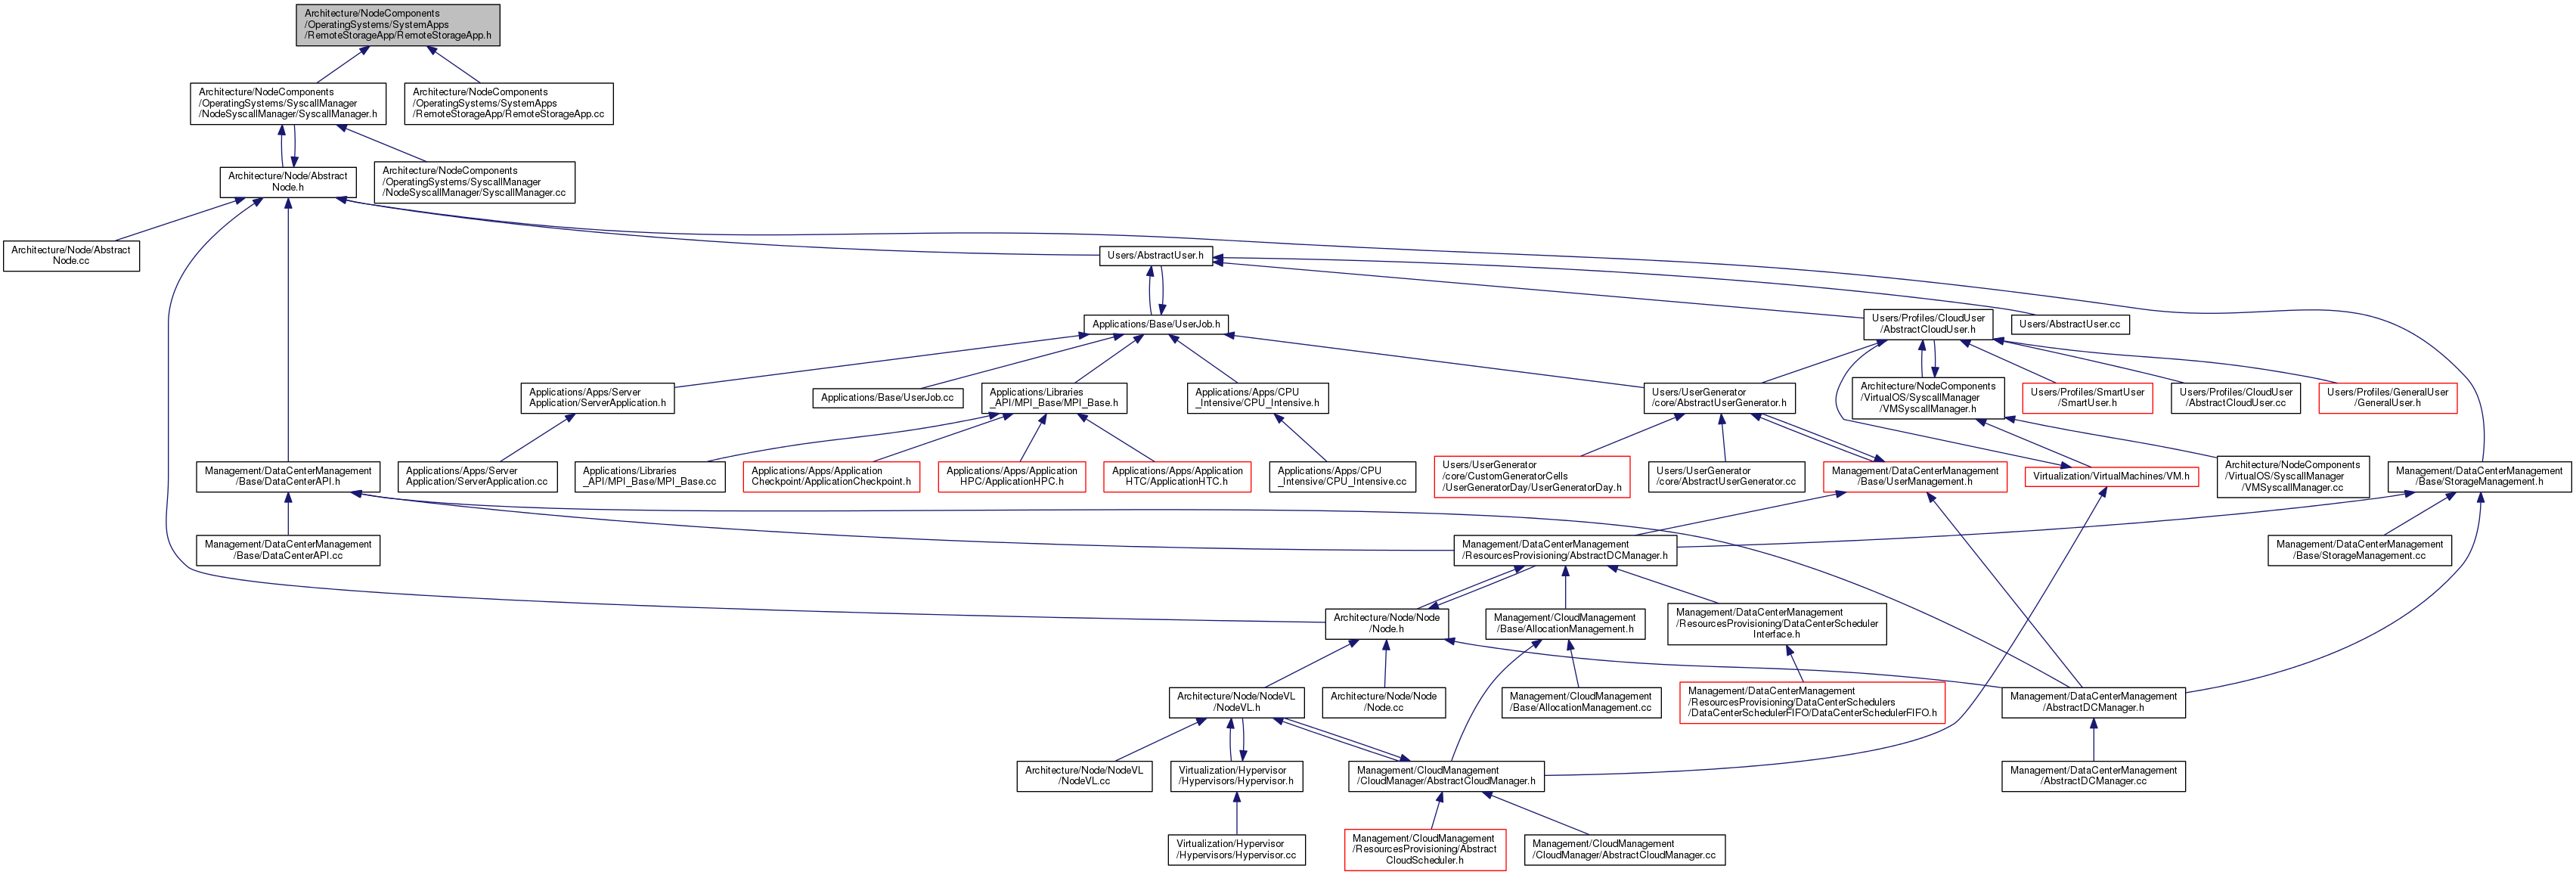 Architecture/NodeComponents
/OperatingSystems/SystemApps
/RemoteStorageApp/RemoteStorageApp.h
Architecture/NodeComponents
/OperatingSystems/SyscallManager
/NodeSyscallManager/SyscallManager.h
Architecture/NodeComponents
/OperatingSystems/SystemApps
/RemoteStorageApp/RemoteStorageApp.cc
Architecture/Node/Abstract
Node.h
Architecture/NodeComponents
/OperatingSystems/SyscallManager
/NodeSyscallManager/SyscallManager.cc
Architecture/Node/Abstract
Node.cc
Users/AbstractUser.h
Applications/Base/UserJob.h
Users/Profiles/CloudUser
/AbstractCloudUser.h
Users/AbstractUser.cc
Applications/Apps/Server
Application/ServerApplication.h
Applications/Base/UserJob.cc
Applications/Libraries
_API/MPI_Base/MPI_Base.h
Applications/Apps/CPU
_Intensive/CPU_Intensive.h
Users/UserGenerator
/core/AbstractUserGenerator.h
Architecture/NodeComponents
/VirtualOS/SyscallManager
/VMSyscallManager.h
Users/Profiles/SmartUser
/SmartUser.h
Users/Profiles/CloudUser
/AbstractCloudUser.cc
Users/Profiles/GeneralUser
/GeneralUser.h
Management/DataCenterManagement
/Base/DataCenterAPI.h
Applications/Apps/Server
Application/ServerApplication.cc
Applications/Libraries
_API/MPI_Base/MPI_Base.cc
Applications/Apps/Application
Checkpoint/ApplicationCheckpoint.h
Applications/Apps/Application
HPC/ApplicationHPC.h
Applications/Apps/Application
HTC/ApplicationHTC.h
Applications/Apps/CPU
_Intensive/CPU_Intensive.cc
Users/UserGenerator
/core/CustomGeneratorCells
/UserGeneratorDay/UserGeneratorDay.h
Users/UserGenerator
/core/AbstractUserGenerator.cc
Management/DataCenterManagement
/Base/UserManagement.h
Virtualization/VirtualMachines/VM.h
Architecture/NodeComponents
/VirtualOS/SyscallManager
/VMSyscallManager.cc
Management/DataCenterManagement
/Base/StorageManagement.h
Management/DataCenterManagement
/Base/DataCenterAPI.cc
Management/DataCenterManagement
/ResourcesProvisioning/AbstractDCManager.h
Management/DataCenterManagement
/Base/StorageManagement.cc
Architecture/Node/Node
/Node.h
Management/CloudManagement
/Base/AllocationManagement.h
Management/DataCenterManagement
/ResourcesProvisioning/DataCenterScheduler
Interface.h
Architecture/Node/NodeVL
/NodeVL.h
Architecture/Node/Node
/Node.cc
Management/CloudManagement
/Base/AllocationManagement.cc
Management/DataCenterManagement
/ResourcesProvisioning/DataCenterSchedulers
/DataCenterSchedulerFIFO/DataCenterSchedulerFIFO.h
Management/DataCenterManagement
/AbstractDCManager.h
Architecture/Node/NodeVL
/NodeVL.cc
Virtualization/Hypervisor
/Hypervisors/Hypervisor.h
Management/CloudManagement
/CloudManager/AbstractCloudManager.h
Management/DataCenterManagement
/AbstractDCManager.cc
Virtualization/Hypervisor
/Hypervisors/Hypervisor.cc
Management/CloudManagement
/ResourcesProvisioning/Abstract
CloudScheduler.h
Management/CloudManagement
/CloudManager/AbstractCloudManager.cc